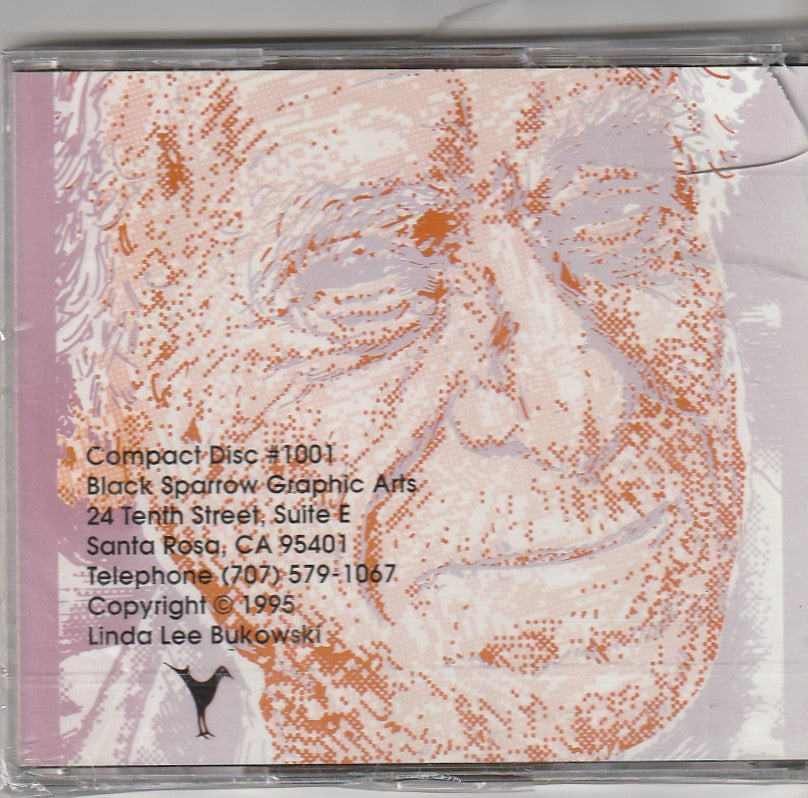 Compact Disc #1001
Black Sparrow Graphic Arts
24 Tenth Street, Suite E
Santa Rosa, CA 95401
Telephone (707) 579-1067
Copyright © 1995
Linda Lee Bukowski